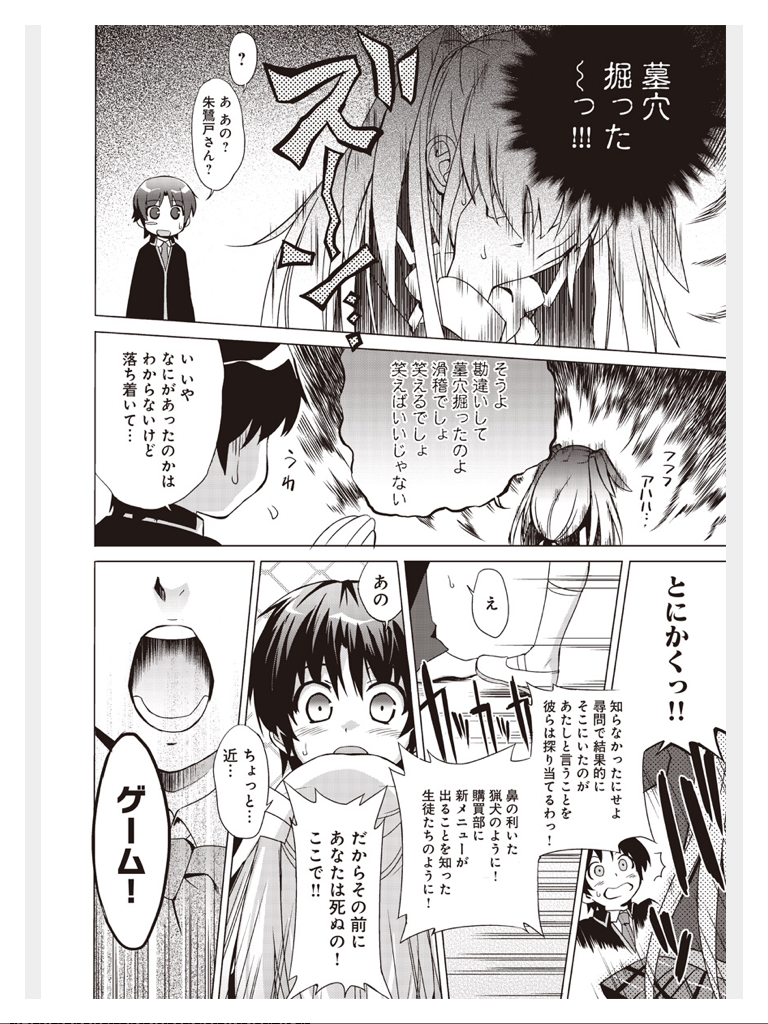 墓穴
掘った
〜っ!!!
ズーン…
?
あ あの?
朱鷺戸さん?
そうよ
勘違いして
墓穴掘ったのよ
滑稽でしょ
笑えるでしょ
笑えばいいじゃない
フフフ
アハハ…
うわ
い いや
なにがあったのかは
わからないけど
落ち着いて…
とにかくっ!!
知らなかったにせよ
尋問で結果的に
そこにいたのが
あたしと言うことを
彼らは探り当てるわっ!
え
ガガッ
鼻の利いた
猟犬のように!
購買部に
新メニューが
出ることを知った
生徒たちのように!
あの
だからその前に
あなたは死ぬの!
ここで!!
ちょっと…
近…
ゲーム!